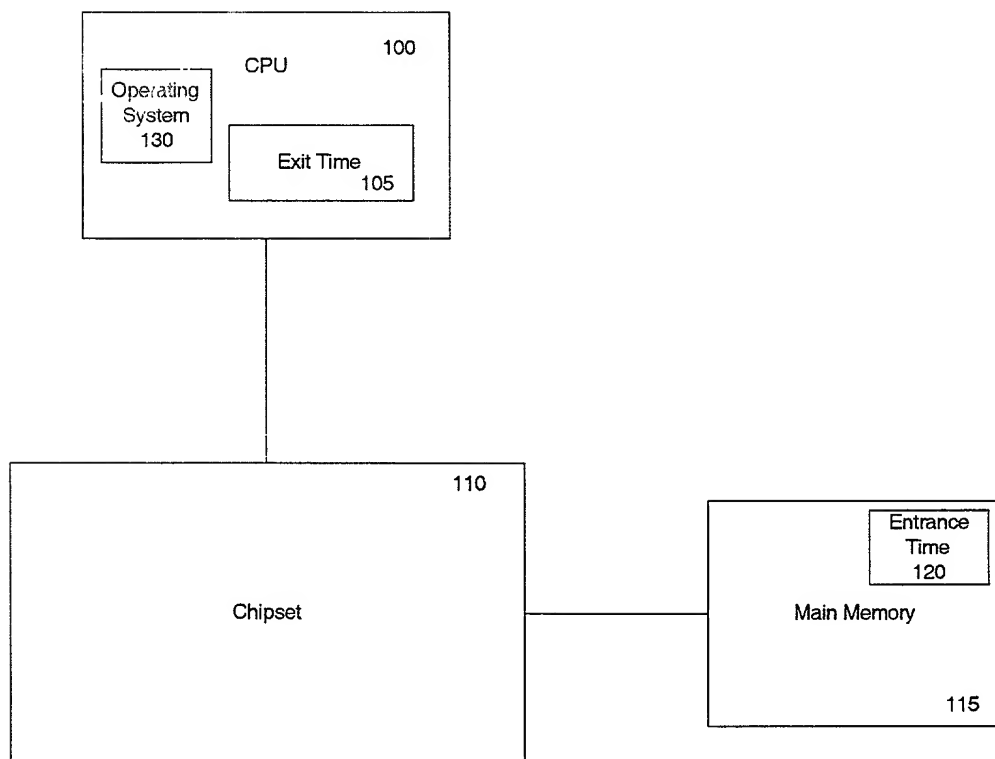 100
CPU
Operating
System
130
Exit Time
105
110
Chipset
Entrance
Time
120
Main Memory
115